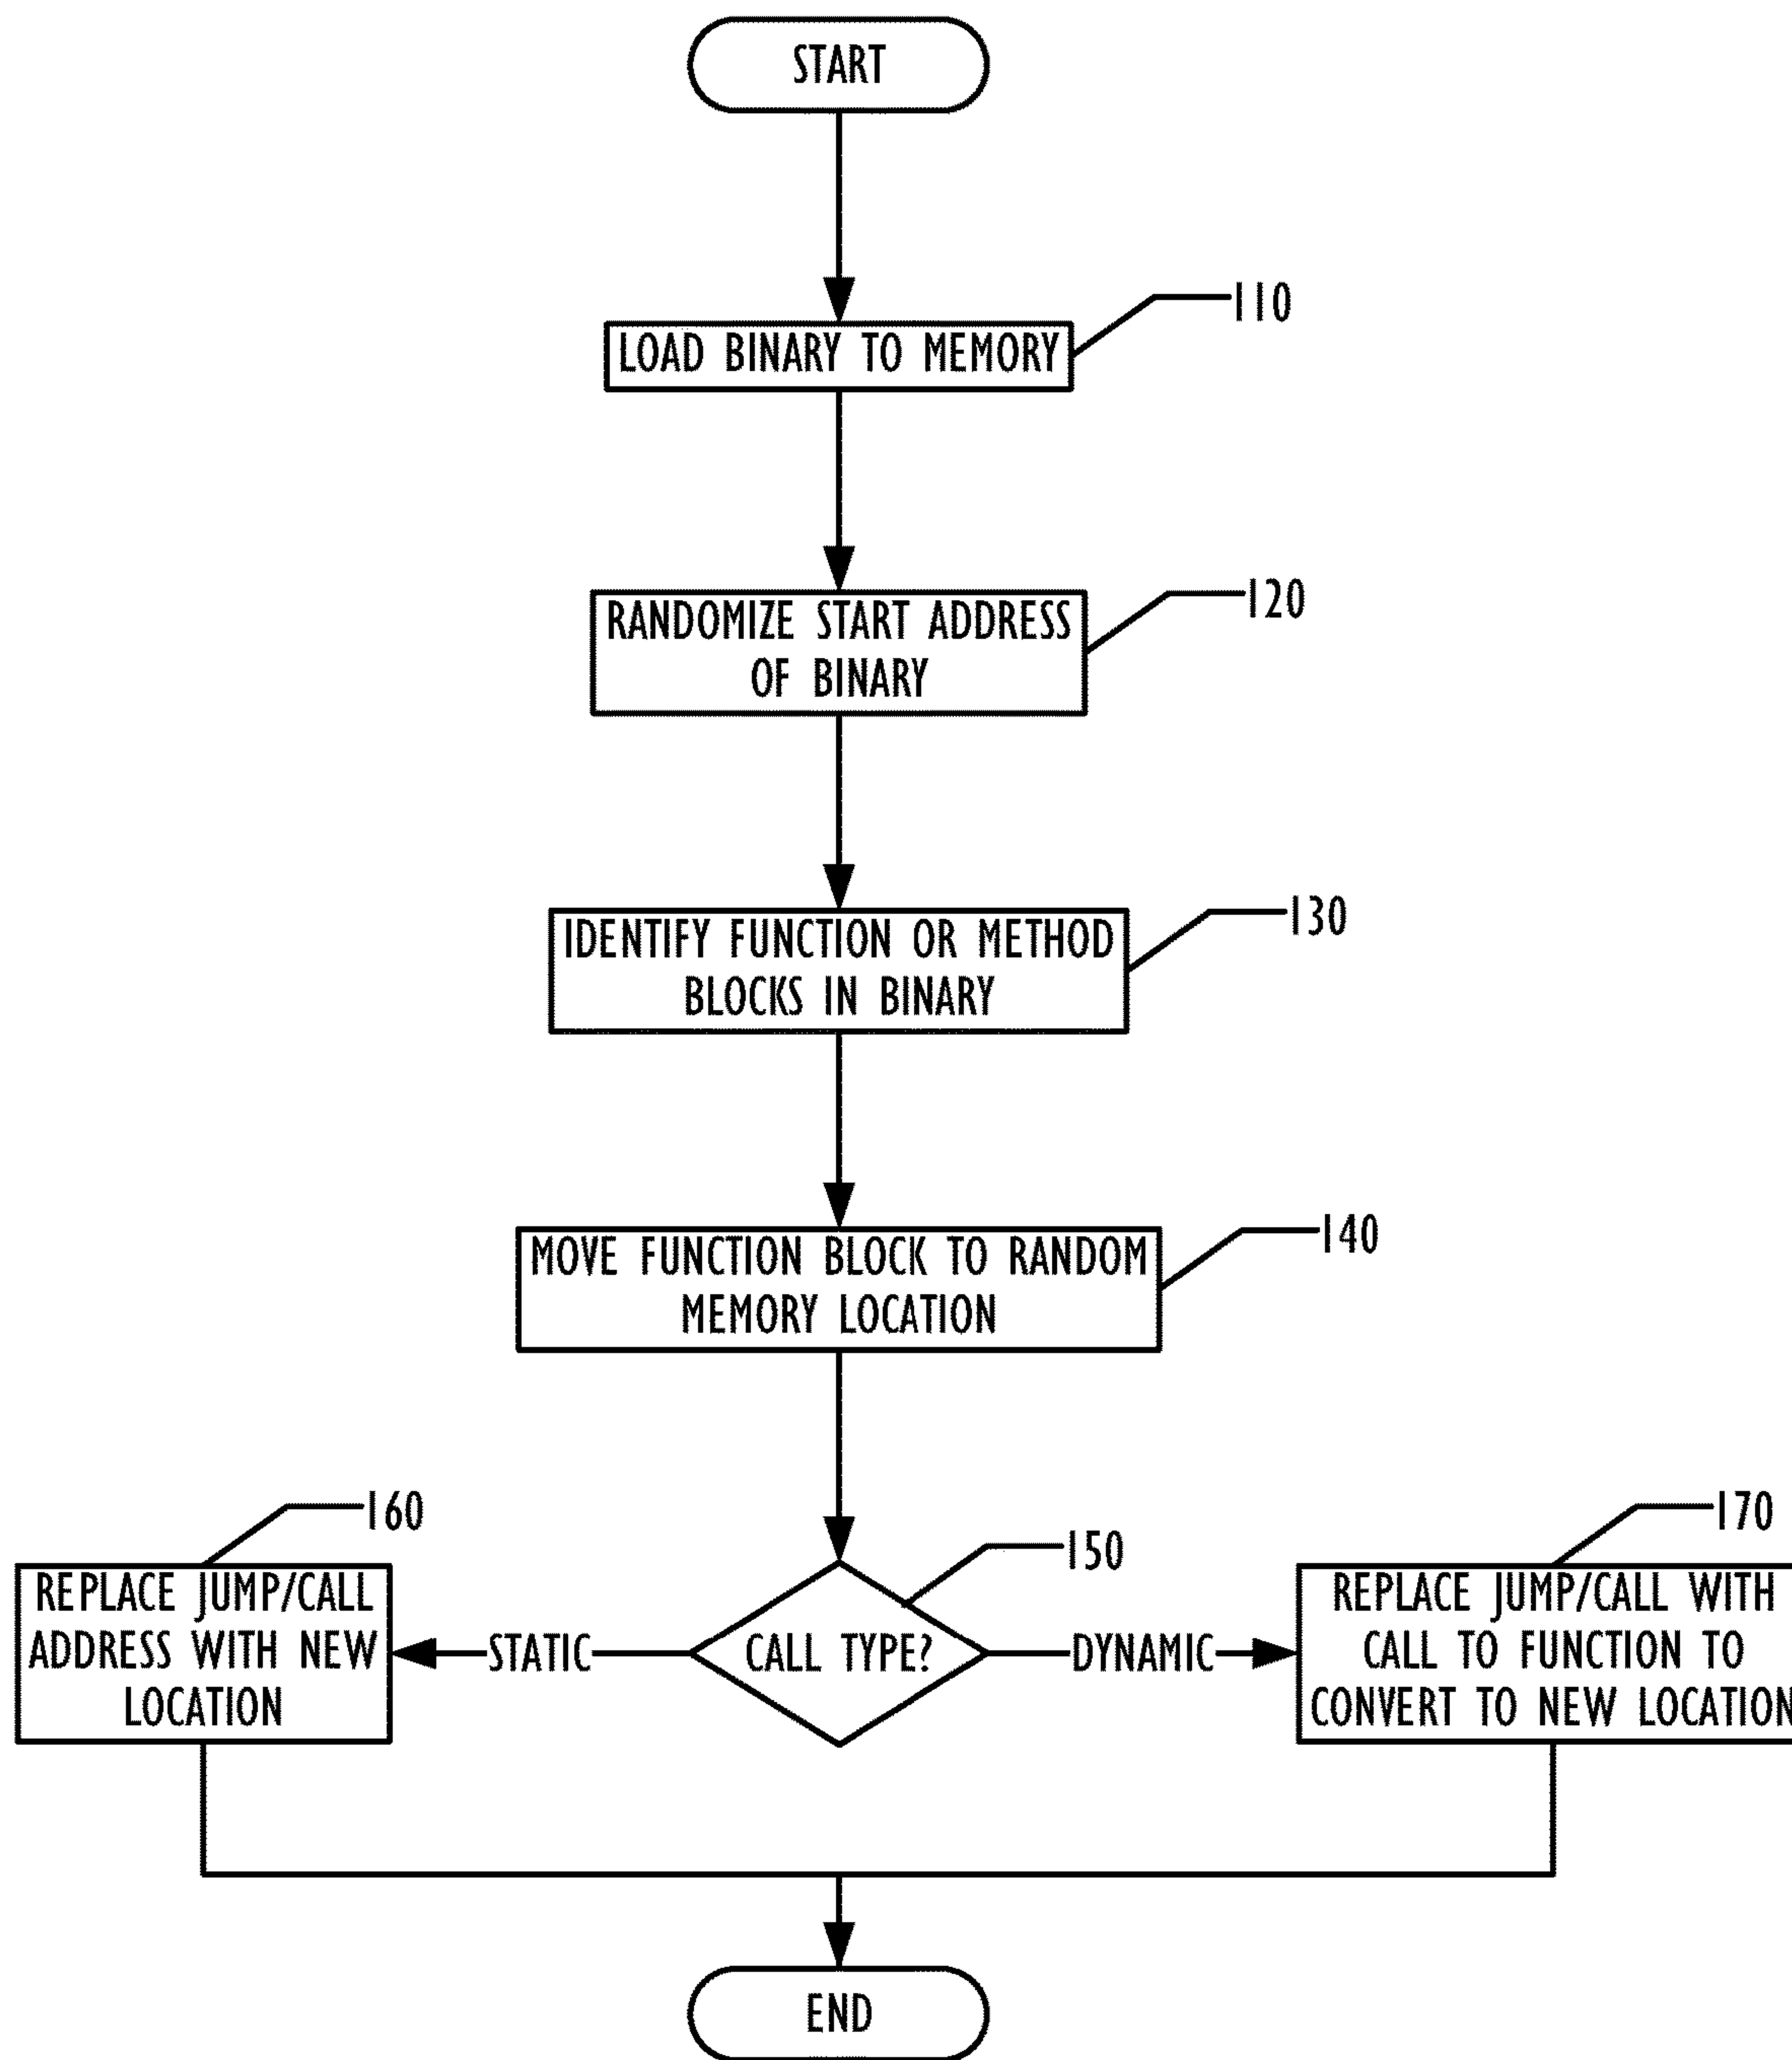 START
110
LOAD BINARY TO MEMORY
120
RANDOMIZE START ADDRESS
OF BINARY
130
IDENTIFY FUNCTION OR METHOD
BLOCKS IN BINARY
140
MOVE FUNCTION BLOCK TO RANDOM
MEMORY LOCATION
160
150
170
REPLACE JUMP/CALL
ADDRESS WITH NEW
LOCATION
STATIC
CALL TYPE?
DYNAMIC
REPLACE JUMP/CALL WITH
CALL TO FUNCTION TO
CONVERT TO NEW LOCATION
END